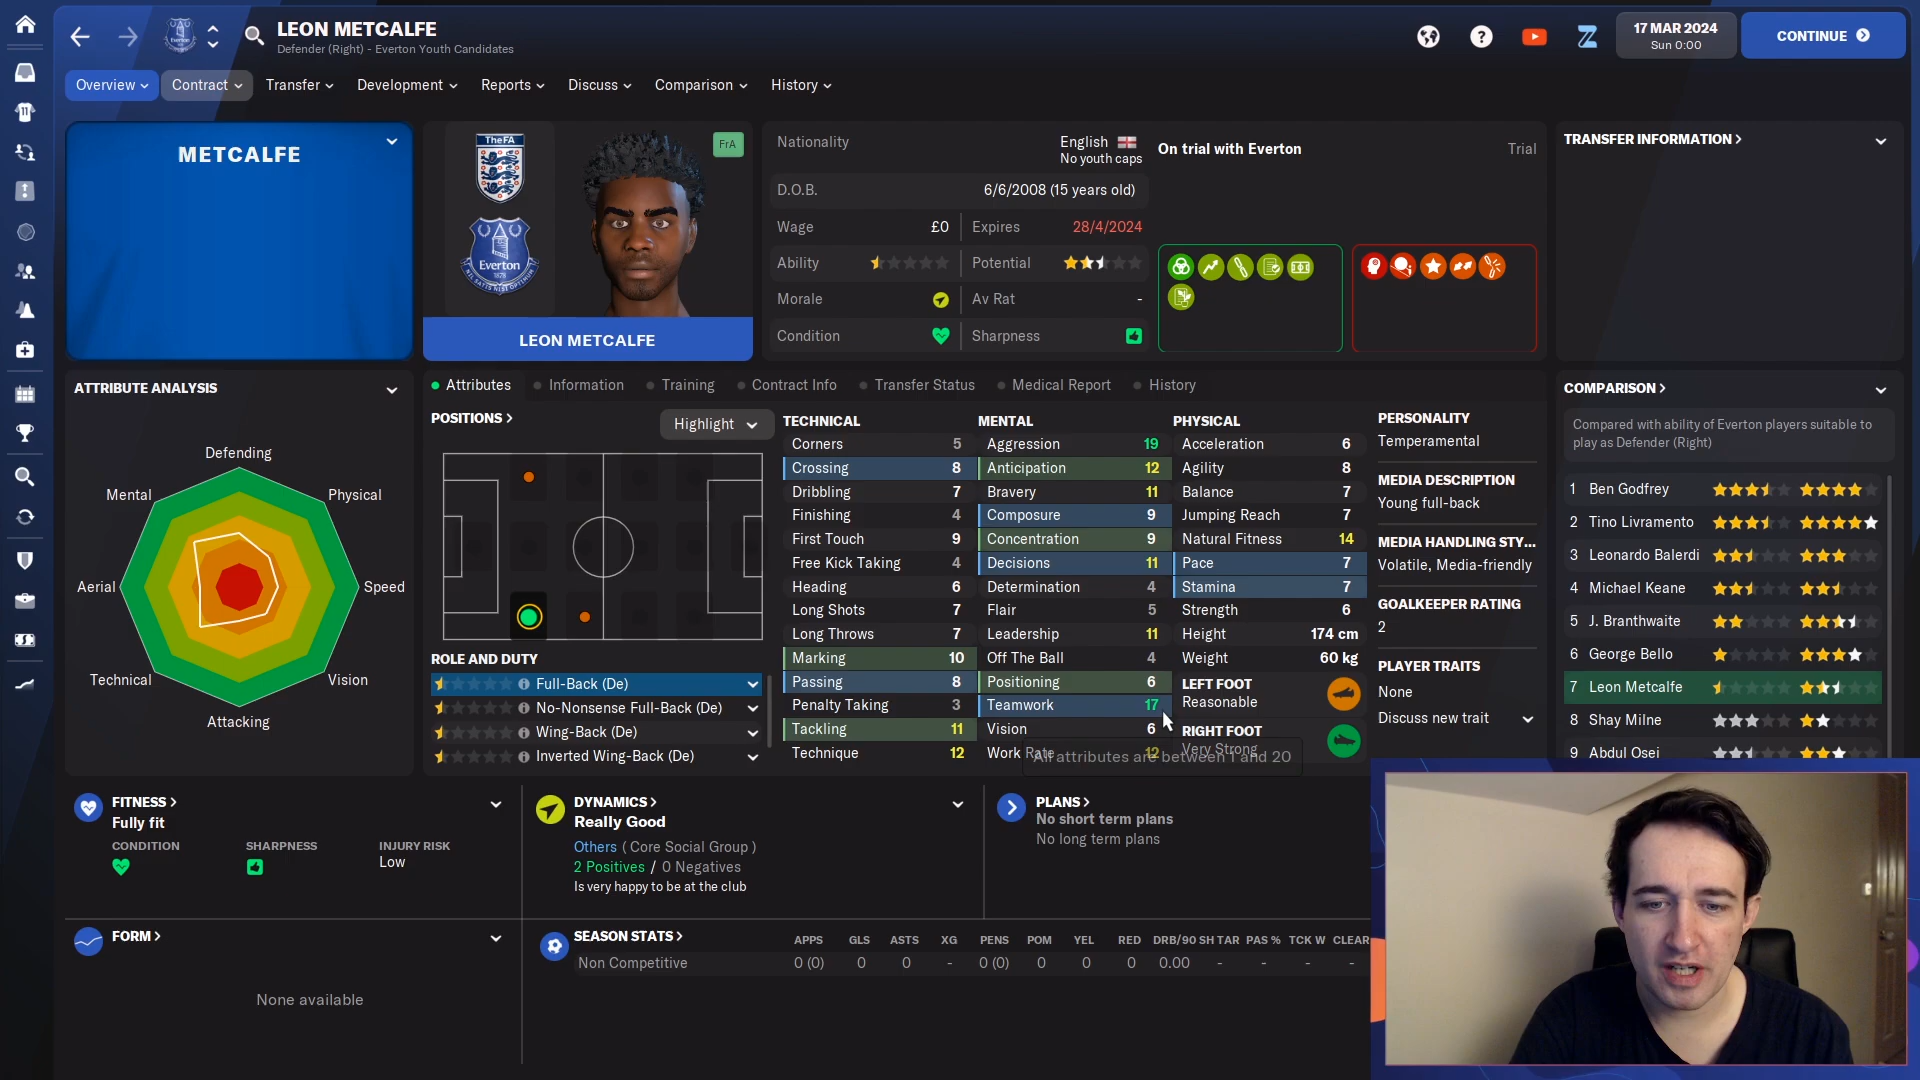 LEON METCALFE
Defender (Right) - Everton Youth Candidates
17 MAR 2024
Sun 0:00
CONTINUE
Overview
Contract
Transfer
Development
Reports
Discuss
Comparison
History
METCALFE
The FA
Everton
FrA
LEON METCALFE
Nationality
English
No youth caps
D.O.B.
6/6/2008 (15 years old)
Wage £0
Expires 28/4/2024
Ability
Potential
Morale
Av Rat -
Condition
Sharpness
On trial with Everton
Trial
TRANSFER INFORMATION >
ATTRIBUTE ANALYSIS
Defending
Mental
Physical
Aerial
Speed
Technical
Vision
Attacking
Attributes
Information
Training
Contract Info
Transfer Status
Medical Report
History
POSITIONS >
Highlight
ROLE AND DUTY
Full-Back (De)
No-Nonsense Full-Back (De)
Wing-Back (De)
Inverted Wing-Back (De)
TECHNICAL
Corners 5
Crossing 8
Dribbling 7
Finishing 4
First Touch 9
Free Kick Taking 4
Heading 6
Long Shots 7
Long Throws 7
Marking 10
Passing 8
Penalty Taking 3
Tackling 11
Technique 12
MENTAL
Aggression 19
Anticipation 12
Bravery 11
Composure 9
Concentration 9
Decisions 11
Determination 4
Flair 5
Leadership 11
Off The Ball 4
Positioning 6
Teamwork 17
Vision 6
Work Rate 12
All attributes are between 1 and 20
PHYSICAL
Acceleration 6
Agility 8
Balance 7
Jumping Reach 7
Natural Fitness 14
Pace 7
Stamina 7
Strength 6
Height 174 cm
Weight 60 kg
LEFT FOOT
Reasonable
RIGHT FOOT
Very Strong
PERSONALITY
Temperamental
MEDIA DESCRIPTION
Young full-back
MEDIA HANDLING STY...
Volatile, Media-friendly
GOALKEEPER RATING
2
PLAYER TRAITS
None
Discuss new trait
COMPARISON >
Compared with ability of Everton players suitable to
play as Defender (Right)
1 Ben Godfrey
2 Tino Livramento
3 Leonardo Balerdi
4 Michael Keane
5 J. Branthwaite
6 George Bello
7 Leon Metcalfe
8 Shay Milne
9 Abdul Osei
FITNESS >
Fully fit
CONDITION
SHARPNESS
INJURY RISK
Low
DYNAMICS >
Really Good
Others ( Core Social Group )
2 Positives / 0 Negatives
Is very happy to be at the club
PLANS >
No short term plans
No long term plans
FORM >
None available
SEASON STATS >
APPS GLS ASTS XG PENS POM YEL RED DRB/90 SH TAR PAS % TCK W CLEAR
Non Competitive 0 (0) 0 0 - 0 (0) 0 0 0 0.00 - - - -